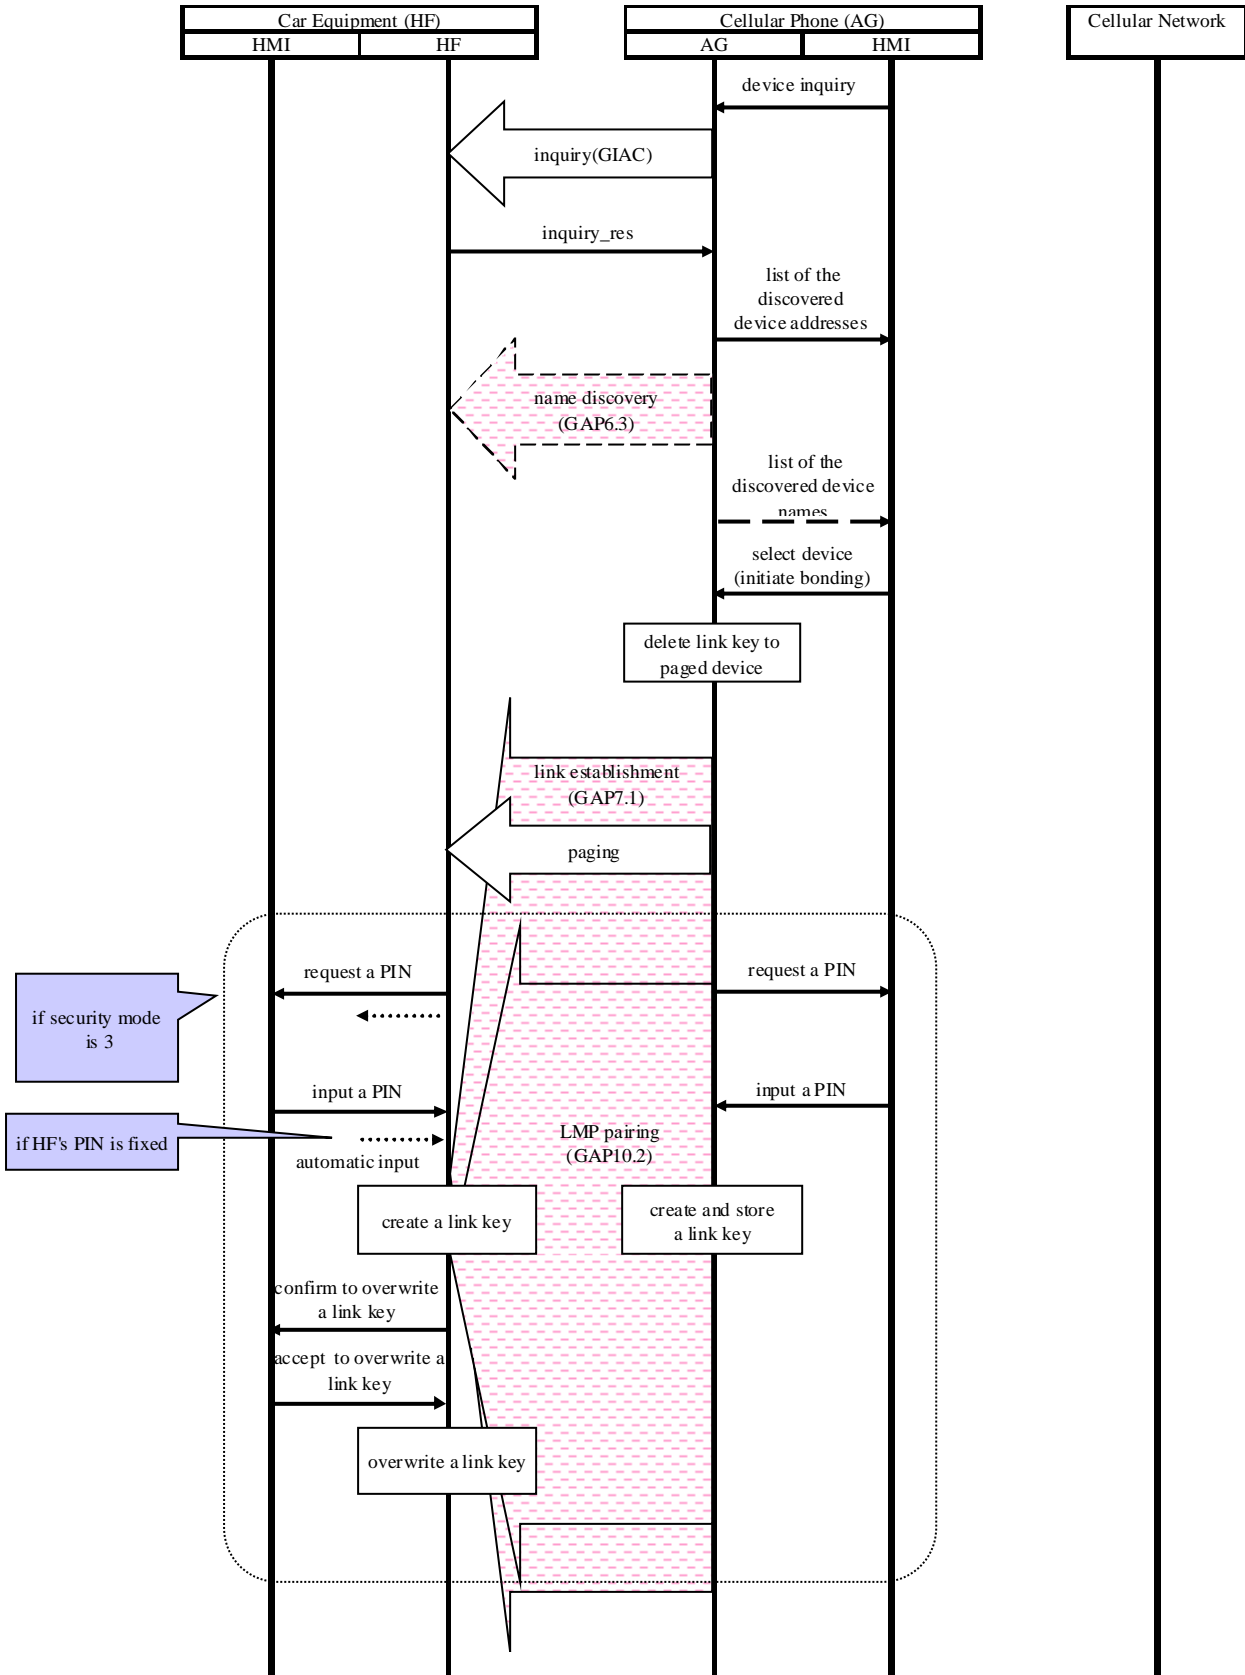 Car Equipment (HF)
Cellular Phone (AG)
Cellular Network
HMI
HF
AG
HMI
device inquiry
inquiry(GIAC)
inquiry_res
list of the
discovered
device addresses
name discovery
(GAP6.3)
list of the
discovered device
names
select device
(initiate bonding)
delete link key to
paged device
link establishment
(GAP7.1)
paging
request a PIN
request a PIN
if security mode
is 3
input a PIN
input a PIN
if HF's PIN is fixed
automatic input
LMP pairing
(GAP10.2)
create a link key
create and store
a link key
confirm to overwrite
a link key
accept to overwrite a
link key
overwrite a link key